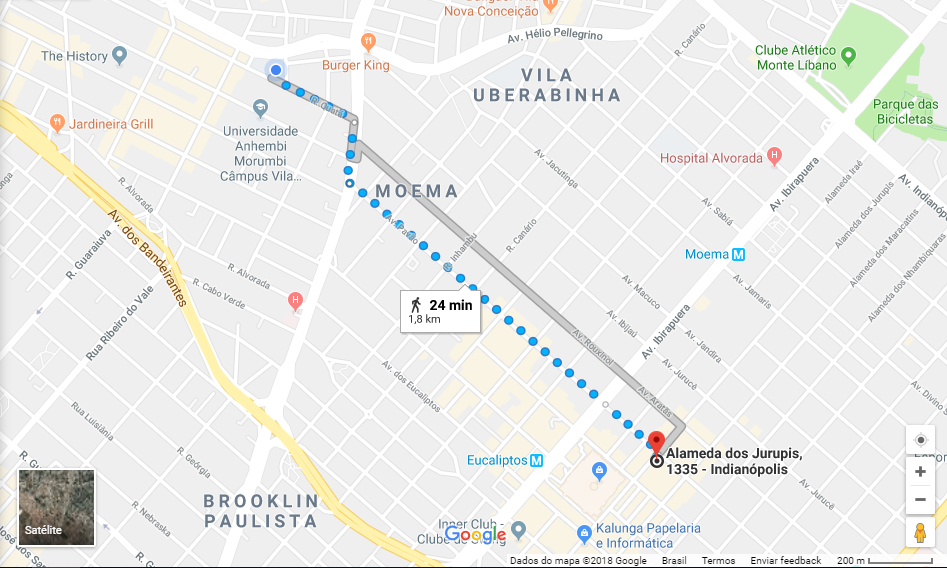 Nova Conceição
Av. Hélio Pellegrino
R. Canário
The History
Burger King
Clube Atlético
Monte Líbano
VILA
UBERABINHA
Parque das
Bicicletas
Jardineira Grill
Universidade
Anhembi
Morumbi
Câmpus Vila...
Hospital Alvorada
Av. Jacutinga
Av. Ibirapuera
Alameda Iraé
Av. Indianópolis
MOEMA
R. Alvorada
Av. Sabiá
Alameda dos Jurupis
Alameda dos Maracatins
Alameda dos Nhambiquaras
Av. dos Bandeirantes
R. Guaraiuva
Av. Pavão
Inhambu
R. Canário
Moema
R. Alvorada
R. Cabo Verde
Rua Ribeiro do Vale
24 min
1,8 km
Av. Macuco
Av. Jamaris
Av. Ibijaú
Av. Ibirapuera
Av. Jandira
Av. Rouxinol
Av. Jurucê
Av. dos Eucaliptos
Av. Aratãs
Av. Divino
Rua Luisiânia
Alameda dos Jurupis,
1335 - Indianópolis
Eucaliptos
Satélite
BROOKLIN
PAULISTA
R. Nebraska
R. Geórgia
Av. Jurucê
Inner Club -
Clube de
Google
Kalunga Papelaria
e Informática
Dados do mapa ©2018 Google
Brasil
Termos
Enviar feedback
200 m